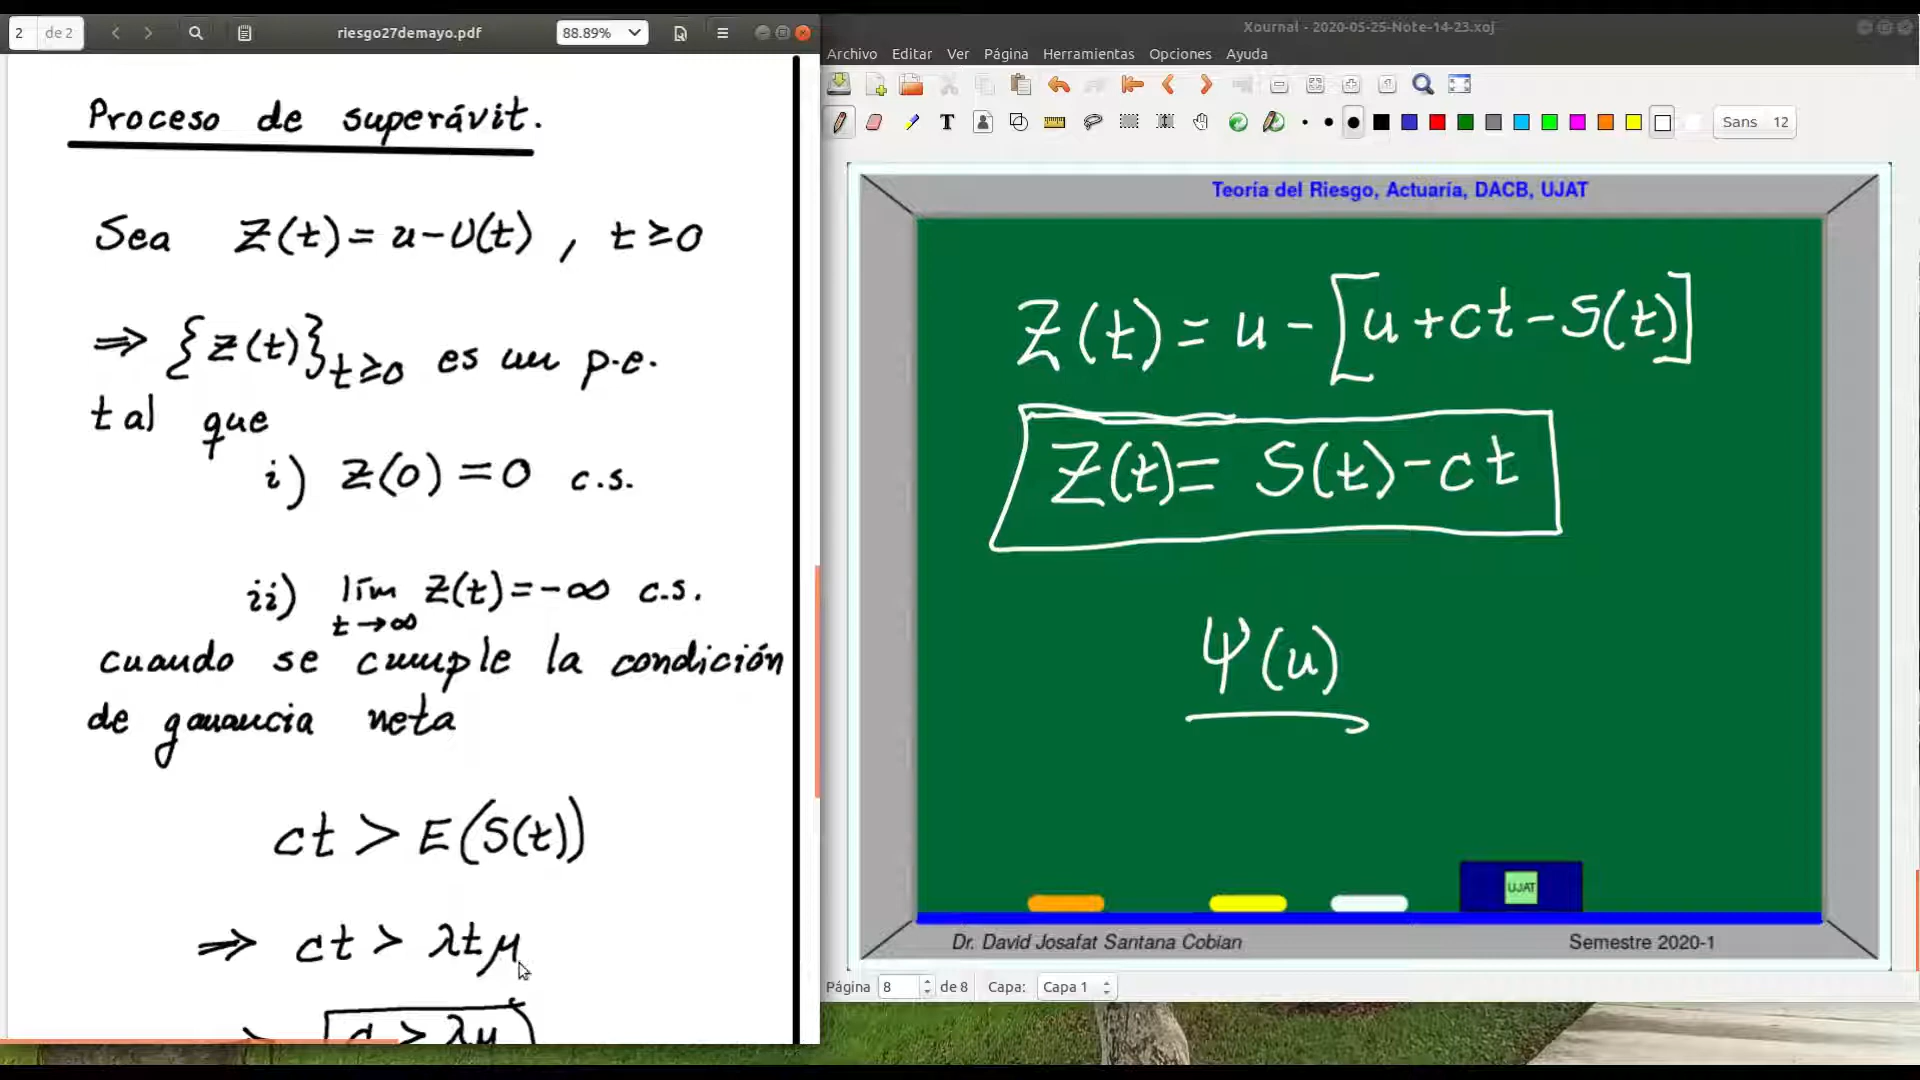 2 de 2 riesgo27demayo.pdf 88.89%
Proceso de superávit.
Sea Z(t) = u-U(t) , t ≥ 0
⇒ {Z(t)}t≥0 es un p.e.
tal que
i) Z(0) = 0 c.s.
ii) lím Z(t) = -∞ c.s.
t→∞
cuando se cumple la condición
de ganancia neta
ct > E(S(t))
⇒ ct > λtμ
c > λμ
Xournal - 2020-05-25-Note-14-23.xoj
Archivo Editar Ver Página Herramientas Opciones Ayuda
Sans 12
Teoría del Riesgo, Actuaría, DACB, UJAT
Z(t) = u - [u + ct - S(t)]
Z(t) = S(t) - ct
Ψ(u)
UJAT
Dr. David Josafat Santana Cobian Semestre 2020-1
Página 8 de 8 Capa: Capa 1